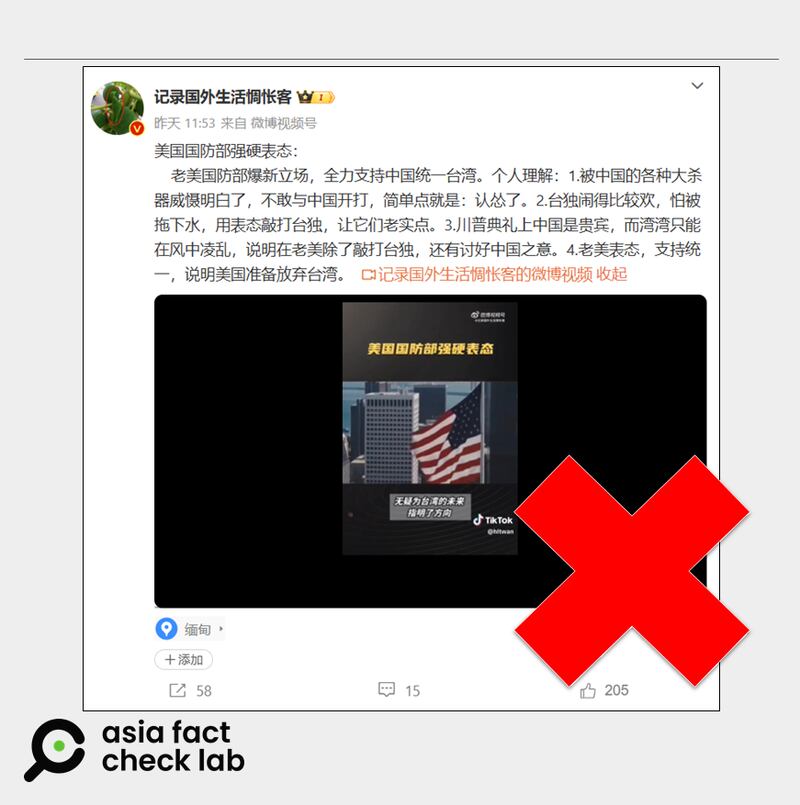 记录国外生活惆怅客
昨天 11:53 来自 微博视频号
美国国防部强硬表态：
老美国防部爆新立场，全力支持中国统一台湾。个人理解：1.被中国的各种大杀
器威慑明白了，不敢与中国开打，简单点就是：认怂了。2.台独闹得比较欢，怕被
拖下水，用表态敲打台独，让它们老实点。3.川普典礼上中国是贵宾，而湾湾只能
在风中凌乱，说明在老美除了敲打台独，还有讨好中国之意。4.老美表态，支持统
一，说明美国准备放弃台湾。 记录国外生活惆怅客的微博视频 收起
微博视频号
美国国防部强硬表态
无疑为台湾的未来
指明了方向
TikTok
@hltwan
缅甸
+添加
58
15
205
asia fact
check lab